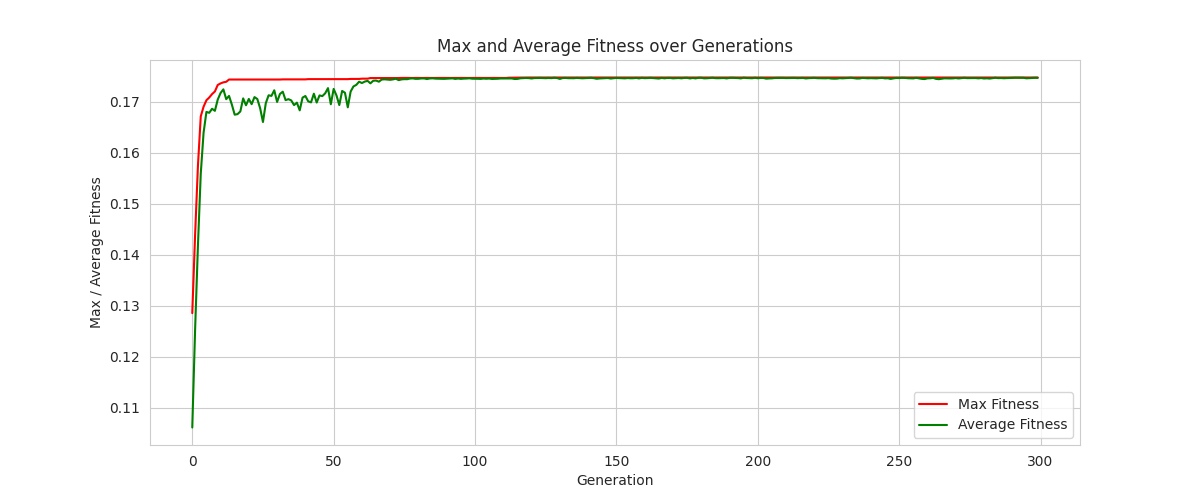 Max and Average Fitness over Generations
Max / Average Fitness
0.17
0.16
0.15
0.14
0.13
0.12
0.11
0 50 100 150 200 250 300
Generation
Max Fitness
Average Fitness